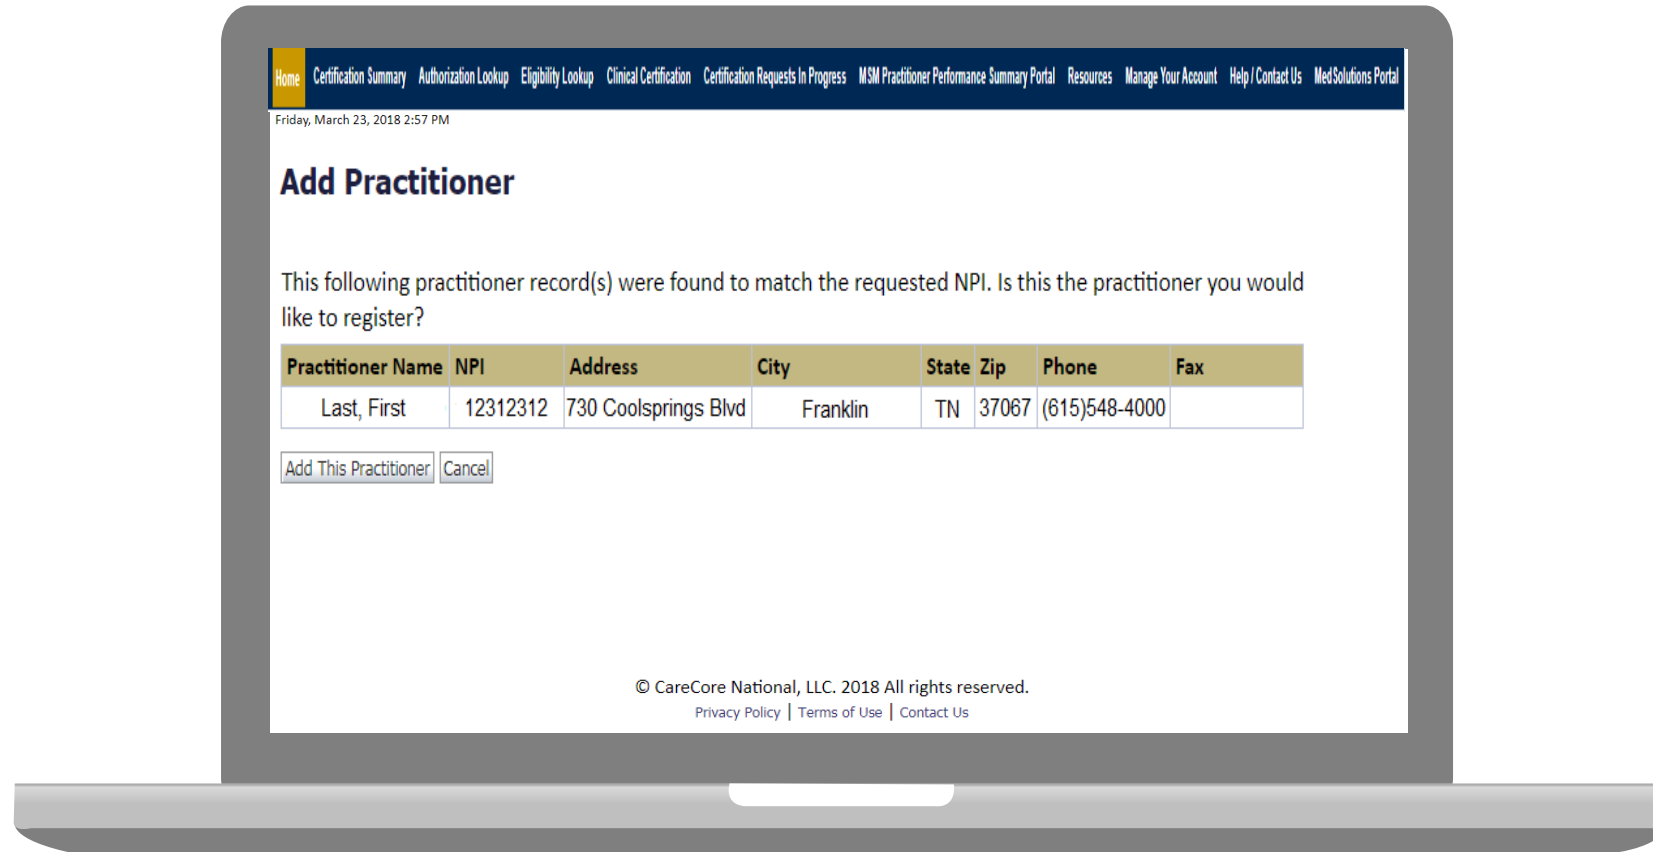 Home Certification Summary Authorization Lookup Eligibility Lookup Clinical Certification Certification Requests In Progress MSM Practitioner Performance Summary Portal Resources Manage Your Account Help / Contact Us MedSolutions Portal
Friday, March 23, 2018 2:57 PM
Add Practitioner
This following practitioner record(s) were found to match the requested NPI. Is this the practitioner you would
like to register?
Practitioner Name NPI Address City State Zip Phone Fax
Last, First 12312312 730 Coolsprings Blvd Franklin TN 37067 (615)548-4000
Add This Practitioner Cancel
© CareCore National, LLC. 2018 All rights reserved.
Privacy Policy | Terms of Use | Contact Us